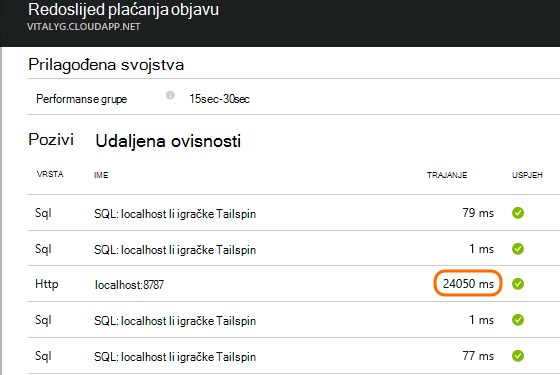 Redoslijed plaćanja objavu
VITALYG.CLOUDAPP.NET
Prilagođena svojstva
Performanse grupe 15sec-30sec
Pozivi Udaljena ovisnosti
VRSTA IME TRAJANJE USPJEH
Sql SQL: localhost li igračke Tailspin 79 ms
Sql SQL: localhost li igračke Tailspin 1 ms
Http localhost:8787 24050 ms
Sql SQL: localhost li igračke Tailspin 1 ms
Sql SQL: localhost li igračke Tailspin 77 ms